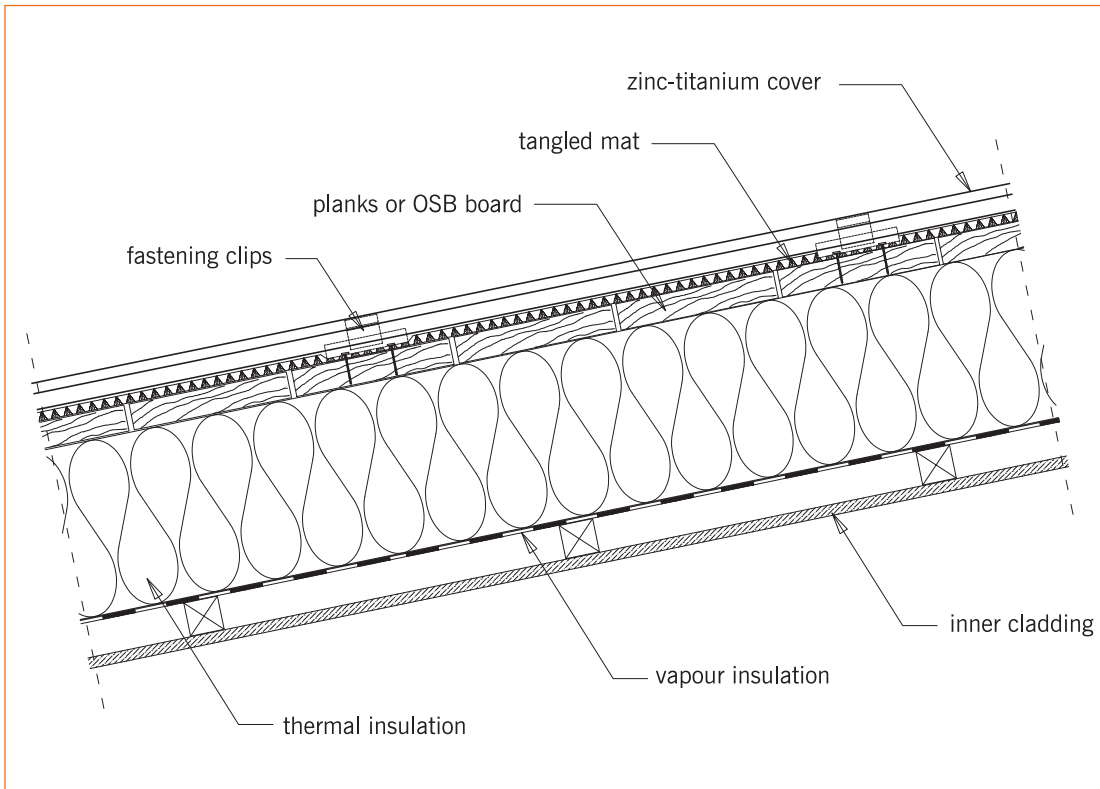 zinc-titanium cover
tangled mat
planks or OSB board
fastening clips
inner cladding
vapour insulation
thermal insulation